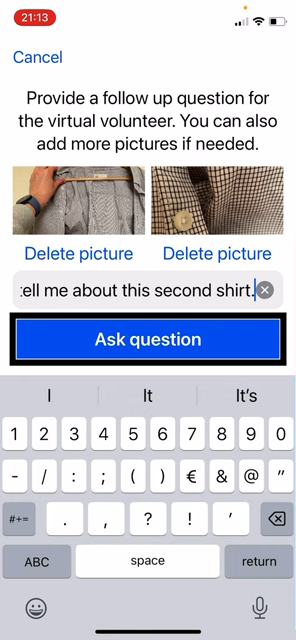 21:13
Cancel
Provide a follow up question for
the virtual volunteer. You can also
add more pictures if needed.
Delete picture Delete picture
:ell me about this second shirt.
Ask question
I It It's
1 2 3 4 5 6 7 8 9 0
- / : ; ( ) € & @ "
#+= . , ? ! '
ABC space return